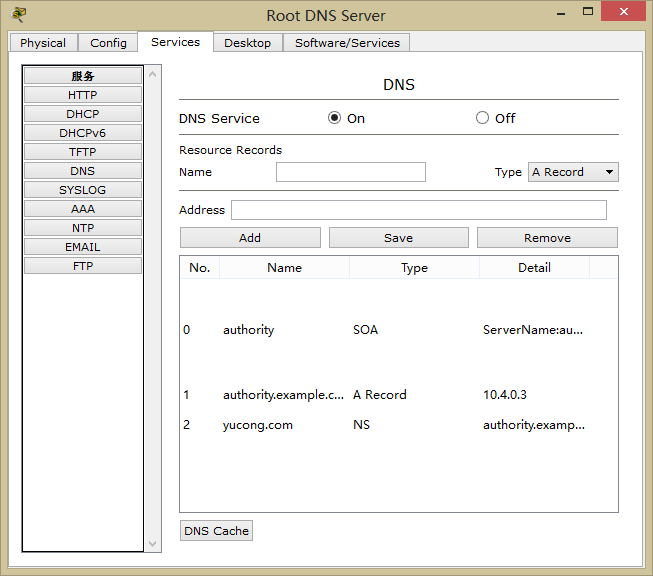 Root DNS Server
Physical Config Services Desktop Software/Services
服务
HTTP
DHCP
DHCPv6
TFTP
DNS
SYSLOG
AAA
NTP
EMAIL
FTP
DNS
DNS Service On Off
Resource Records
Name Type A Record
Address
Add Save Remove
No. Name Type Detail
0 authority SOA ServerName:au...
1 authority.example.c... A Record 10.4.0.3
2 yucong.com NS authority.examp...
DNS Cache